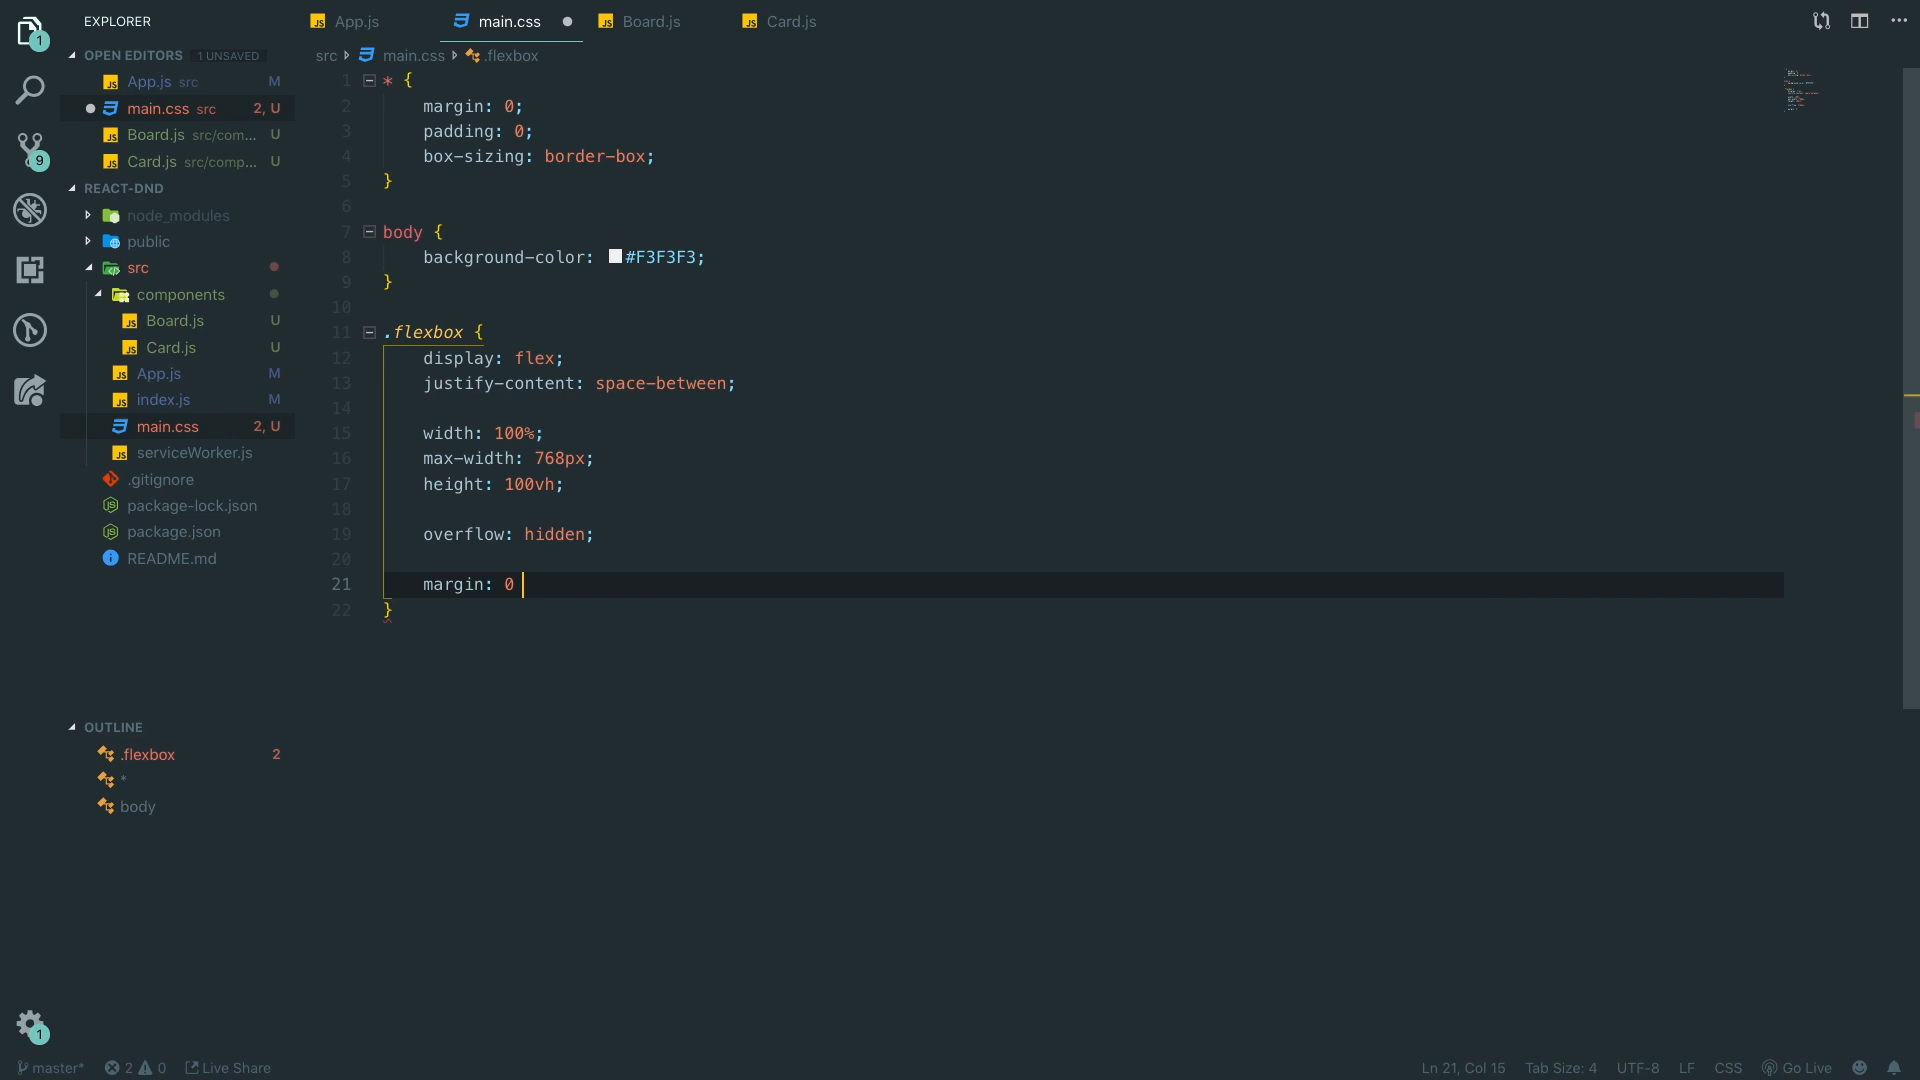 EXPLORER
OPEN EDITORS 1 UNSAVED
App.js src M
main.css src 2, U
Board.js src/com... U
Card.js src/comp... U
REACT-DND
node_modules
public
src
components
Board.js U
Card.js U
App.js M
index.js M
main.css 2, U
serviceWorker.js
.gitignore
package-lock.json
package.json
README.md
OUTLINE
.flexbox 2
*
body
1
9
1
App.js main.css Board.js Card.js
src main.css .flexbox
1 * {
2 margin: 0;
3 padding: 0;
4 box-sizing: border-box;
5 }
6
7 body {
8 background-color: #F3F3F3;
9 }
10
11 .flexbox {
12 display: flex;
13 justify-content: space-between;
14
15 width: 100%;
16 max-width: 768px;
17 height: 100vh;
18
19 overflow: hidden;
20
21 margin: 0
22 }
master* 2 0 Live Share Ln 21, Col 15 Tab Size: 4 UTF-8 LF CSS Go Live